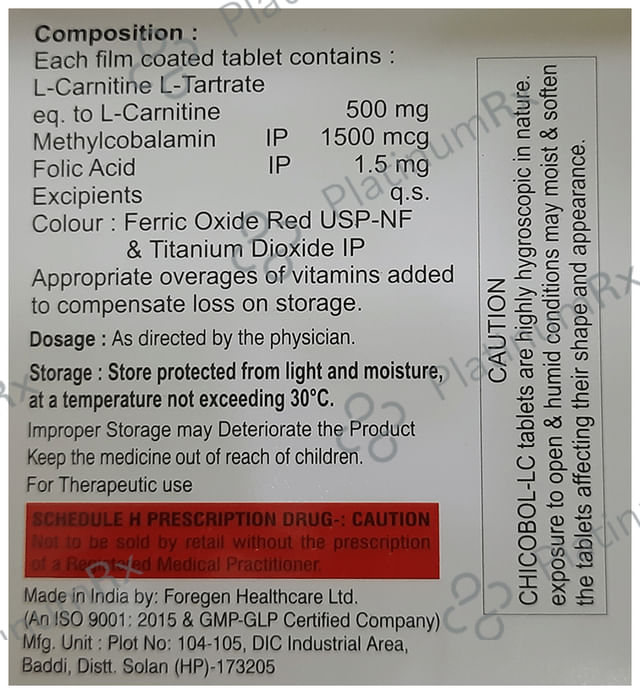 Composition :
Each film coated tablet contains :
L-Carnitine L-Tartrate
eq. to L-Carnitine 500 mg
Methylcobalamin IP 1500 mcg
Folic Acid IP 1.5 mg
Excipients q.s.
Colour : Ferric Oxide Red USP-NF
& Titanium Dioxide IP
Appropriate overages of vitamins added
to compensate loss on storage.
Dosage : As directed by the physician.
Storage : Store protected from light and moisture,
at a temperature not exceeding 30°C.
Improper Storage may Deteriorate the Product
Keep the medicine out of reach of children.
For Therapeutic use
SCHEDULE H PRESCRIPTION DRUG-: CAUTION
Not to be sold by retail without the prescription
of a Registered Medical Practitioner.
Made in India by: Foregen Healthcare Ltd.
(An ISO 9001: 2015 & GMP-GLP Certified Company)
Mfg. Unit : Plot No: 104-105, DIC Industrial Area,
Baddi, Distt. Solan (HP)-173205
CAUTION
CHICOBOL-LC tablets are highly hygroscopic in nature.
exposure to open & humid conditions may moist & soften
the tablets affecting their shape and appearance.
PlatinumRx
PlatinumRx
PlatinumRx